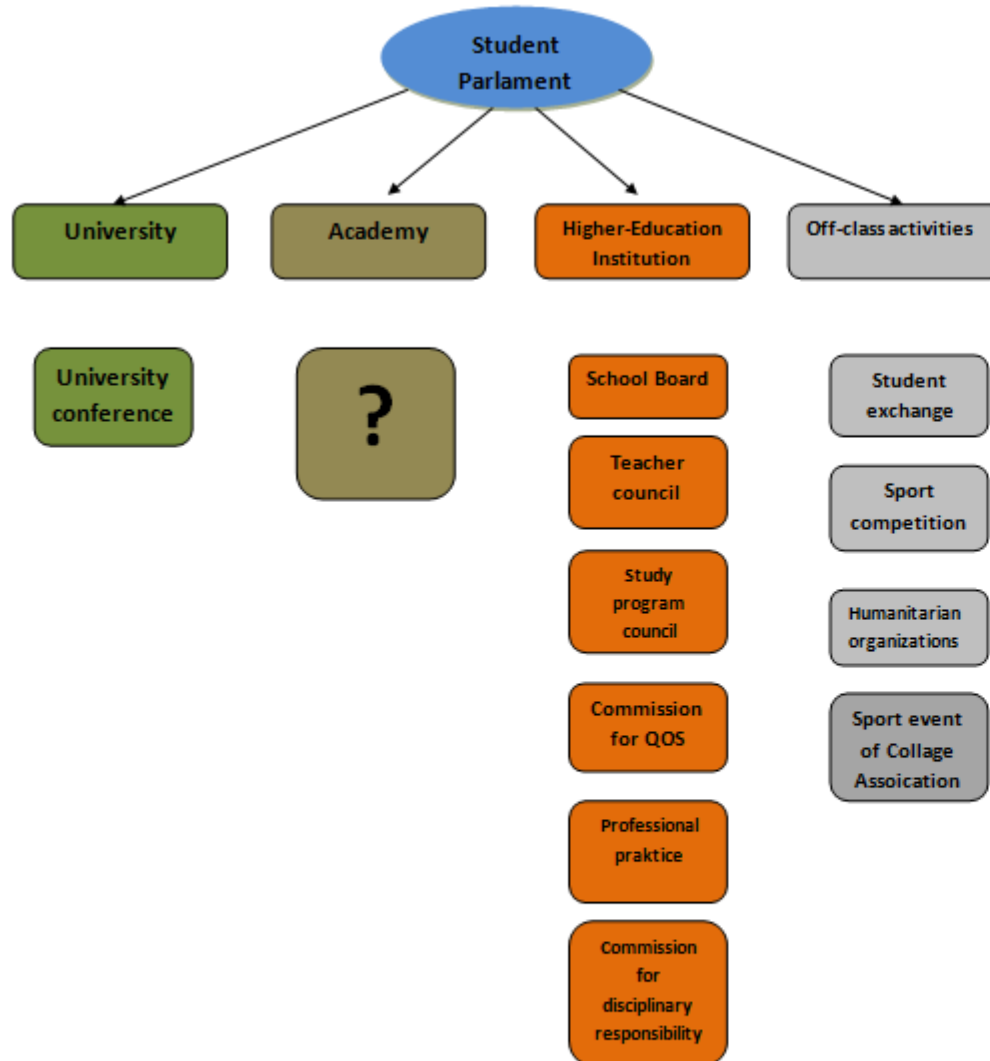 Student
Parlament
University
Academy
Higher-Education
Institution
Off-class activities
University
conference
?
School Board
Teacher
council
Study
program
council
Commission
for QOS
Professional
praktice
Commission
for
disciplinary
responsibility
Student
exchange
Sport
competition
Humanitarian
organizations
Sport event
of Collage
Assoication